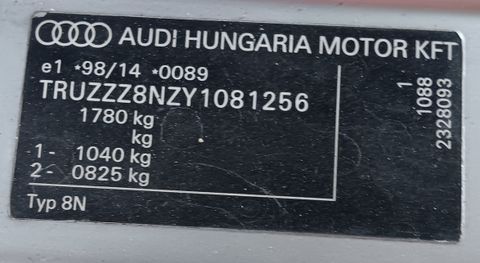 AUDI HUNGARIA MOTOR KFT
e1 *98/14 *0089
TRUZZZ8NZY1081256
1780 kg
kg
1- 1040 kg
2- 0825 kg
Typ 8N
1
1088
2328093